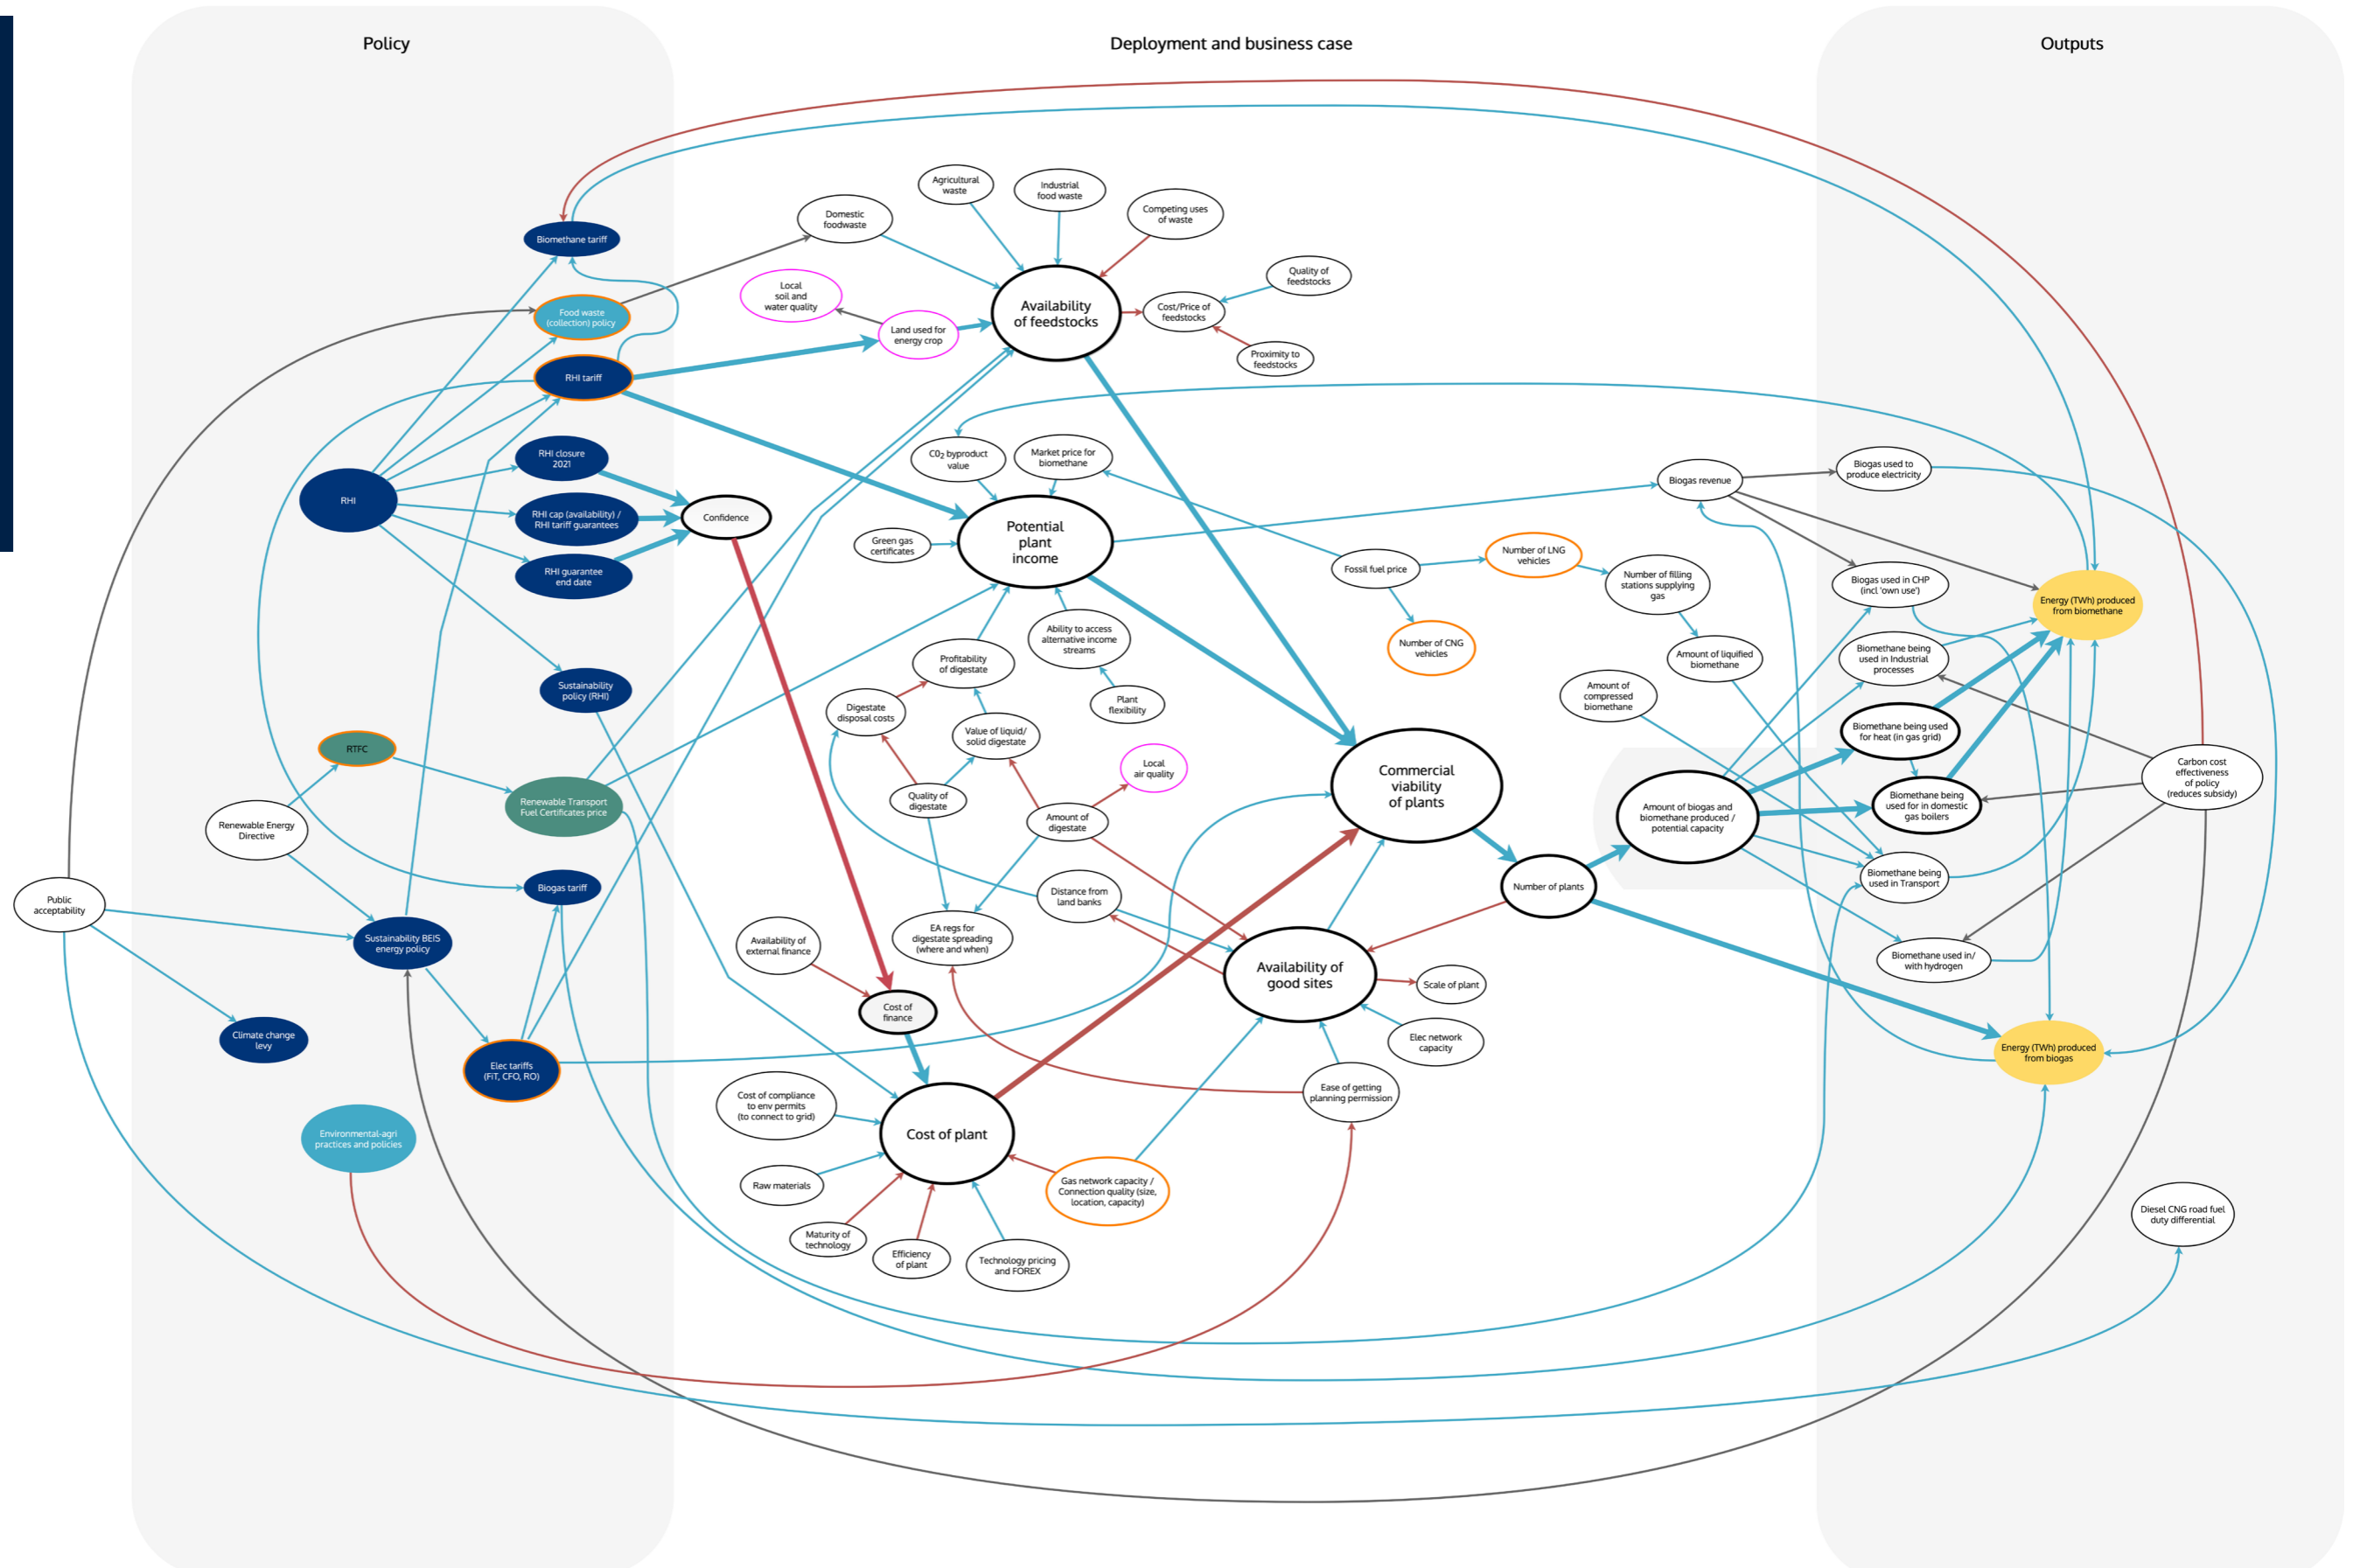 Policy
Deployment and business case
Outputs
Agricultural
waste
Industrial
food waste
Competing uses
of waste
Domestic
foodwaste
Biomethane tariff
Quality of
feedstocks
Local
soil and
water quality
Availability
of feedstocks
Cost/Price of
feedstocks
Food waste
(collection) policy
Land used for
energy crop
Proximity to
feedstocks
RHI tariff
RHI closure
2021
C0₂ byproduct
value
Market price for
biomethane
Biogas revenue
Biogas used to
produce electricity
RHI
RHI cap (availability) /
RHI tariff guarantees
Confidence
Potential
plant
income
Green gas
certificates
Fossil fuel price
Number of LNG
vehicles
Number of filling
stations supplying
gas
Biogas used in CHP
(incl 'own use')
Energy (TWh) produced
from biomethane
RHI guarantee
end date
Ability to access
alternative income
streams
Number of CNG
vehicles
Amount of liquified
biomethane
Biomethane being
used in Industrial
processes
Profitability
of digestate
Sustainability
policy (RHI)
Digestate
disposal costs
Plant
flexibility
Amount of
compressed
biomethane
Value of liquid/
solid digestate
Biomethane being used
for heat (in gas grid)
RTFC
Local
air quality
Commercial
viability
of plants
Carbon cost
effectiveness
of policy
(reduces subsidy)
Renewable Transport
Fuel Certificates price
Quality of
digestate
Amount of
digestate
Amount of biogas and
biomethane produced /
potential capacity
Biomethane being
used for in domestic
gas boilers
Renewable Energy
Directive
Public
acceptability
Biogas tariff
Distance from
land banks
Number of plants
Biomethane being
used in Transport
Sustainability BEIS
energy policy
Availability of
external finance
EA regs for
digestate spreading
(where and when)
Availability of
good sites
Biomethane used in/
with hydrogen
Scale of plant
Cost of
finance
Climate change
levy
Elec network
capacity
Energy (TWh) produced
from biogas
Elec tariffs
(FiT, CFO, RO)
Ease of getting
planning permission
Cost of compliance
to env permits
(to connect to grid)
Environmental-agri
practices and policies
Cost of plant
Raw materials
Gas network capacity /
Connection quality (size,
location, capacity)
Diesel CNG road fuel
duty differential
Maturity of
technology
Efficiency
of plant
Technology pricing
and FOREX